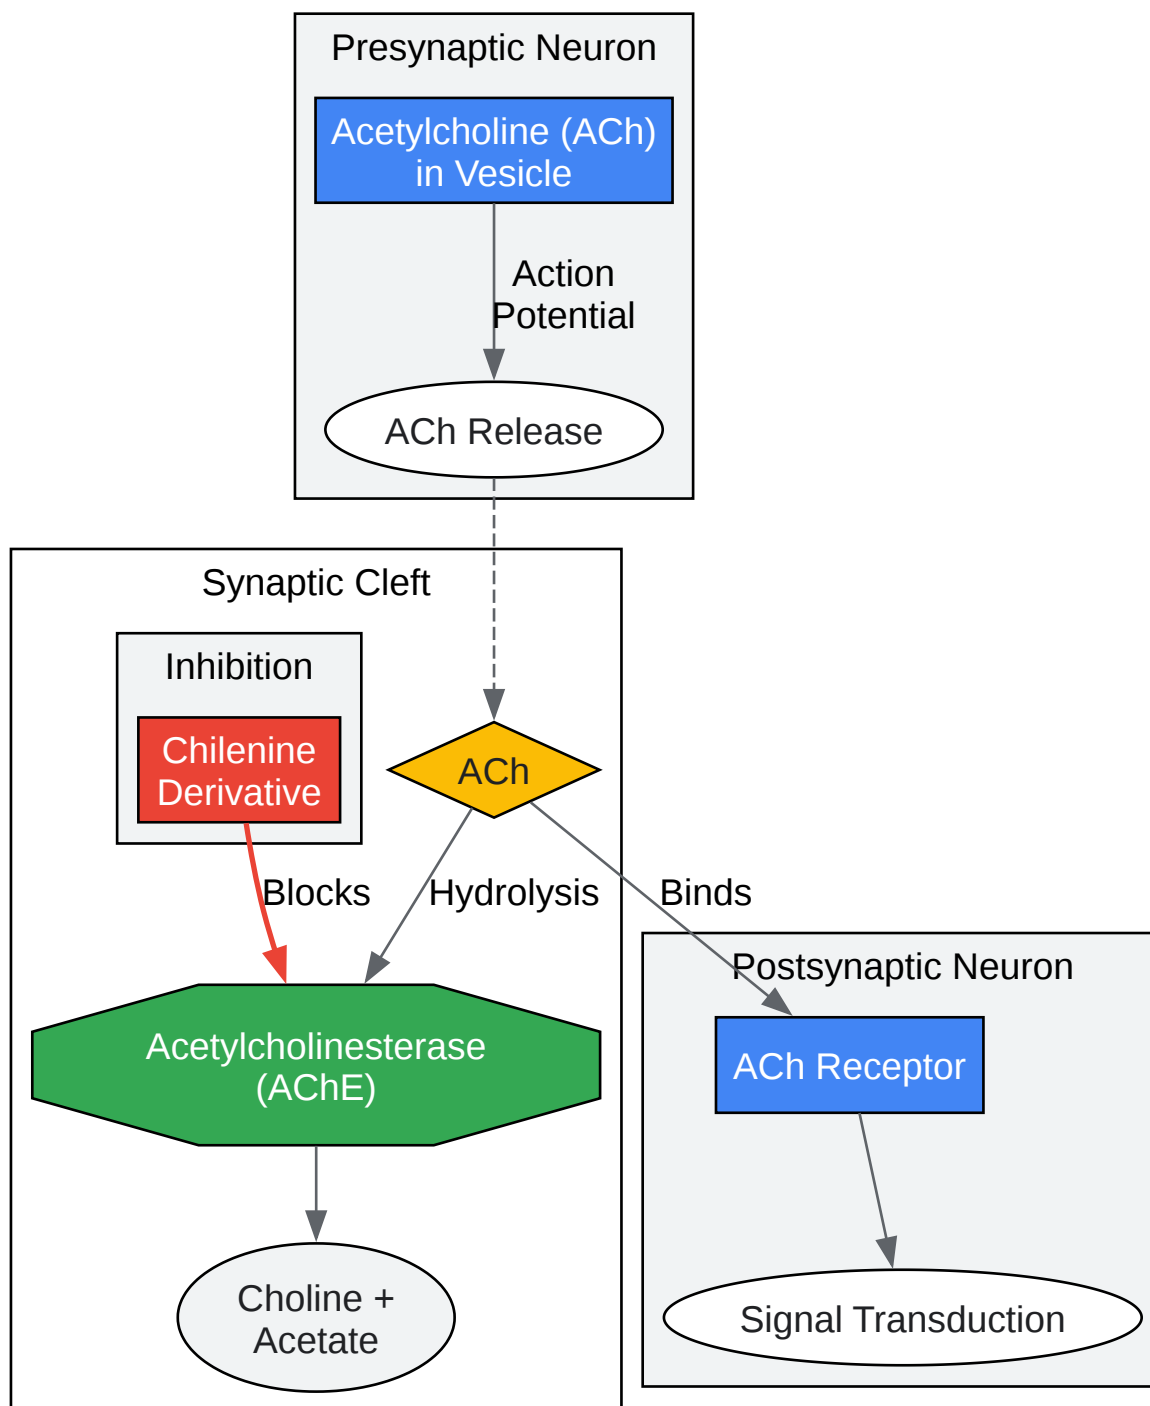 Presynaptic Neuron
Acetylcholine (ACh)
in Vesicle
Action
Potential
ACh Release
Synaptic Cleft
Inhibition
Chilenine
Derivative
ACh
Blocks
Hydrolysis
Binds
Postsynaptic Neuron
Acetylcholinesterase
(AChE)
ACh Receptor
Choline +
Acetate
Signal Transduction